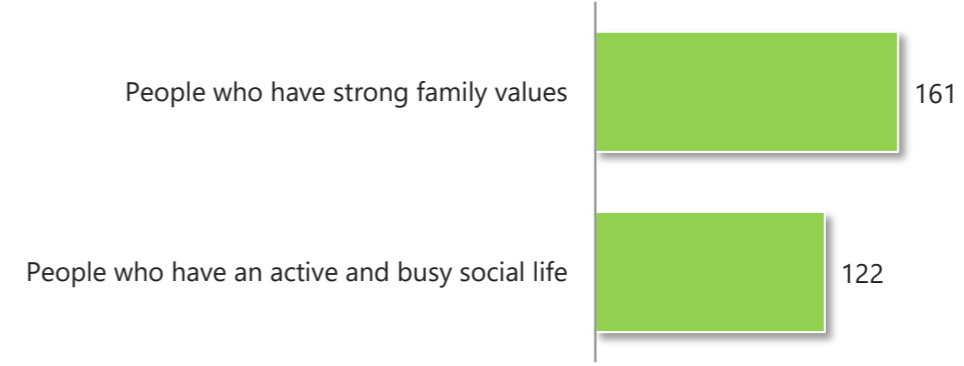 People who have strong family values 161
People who have an active and busy social life 122